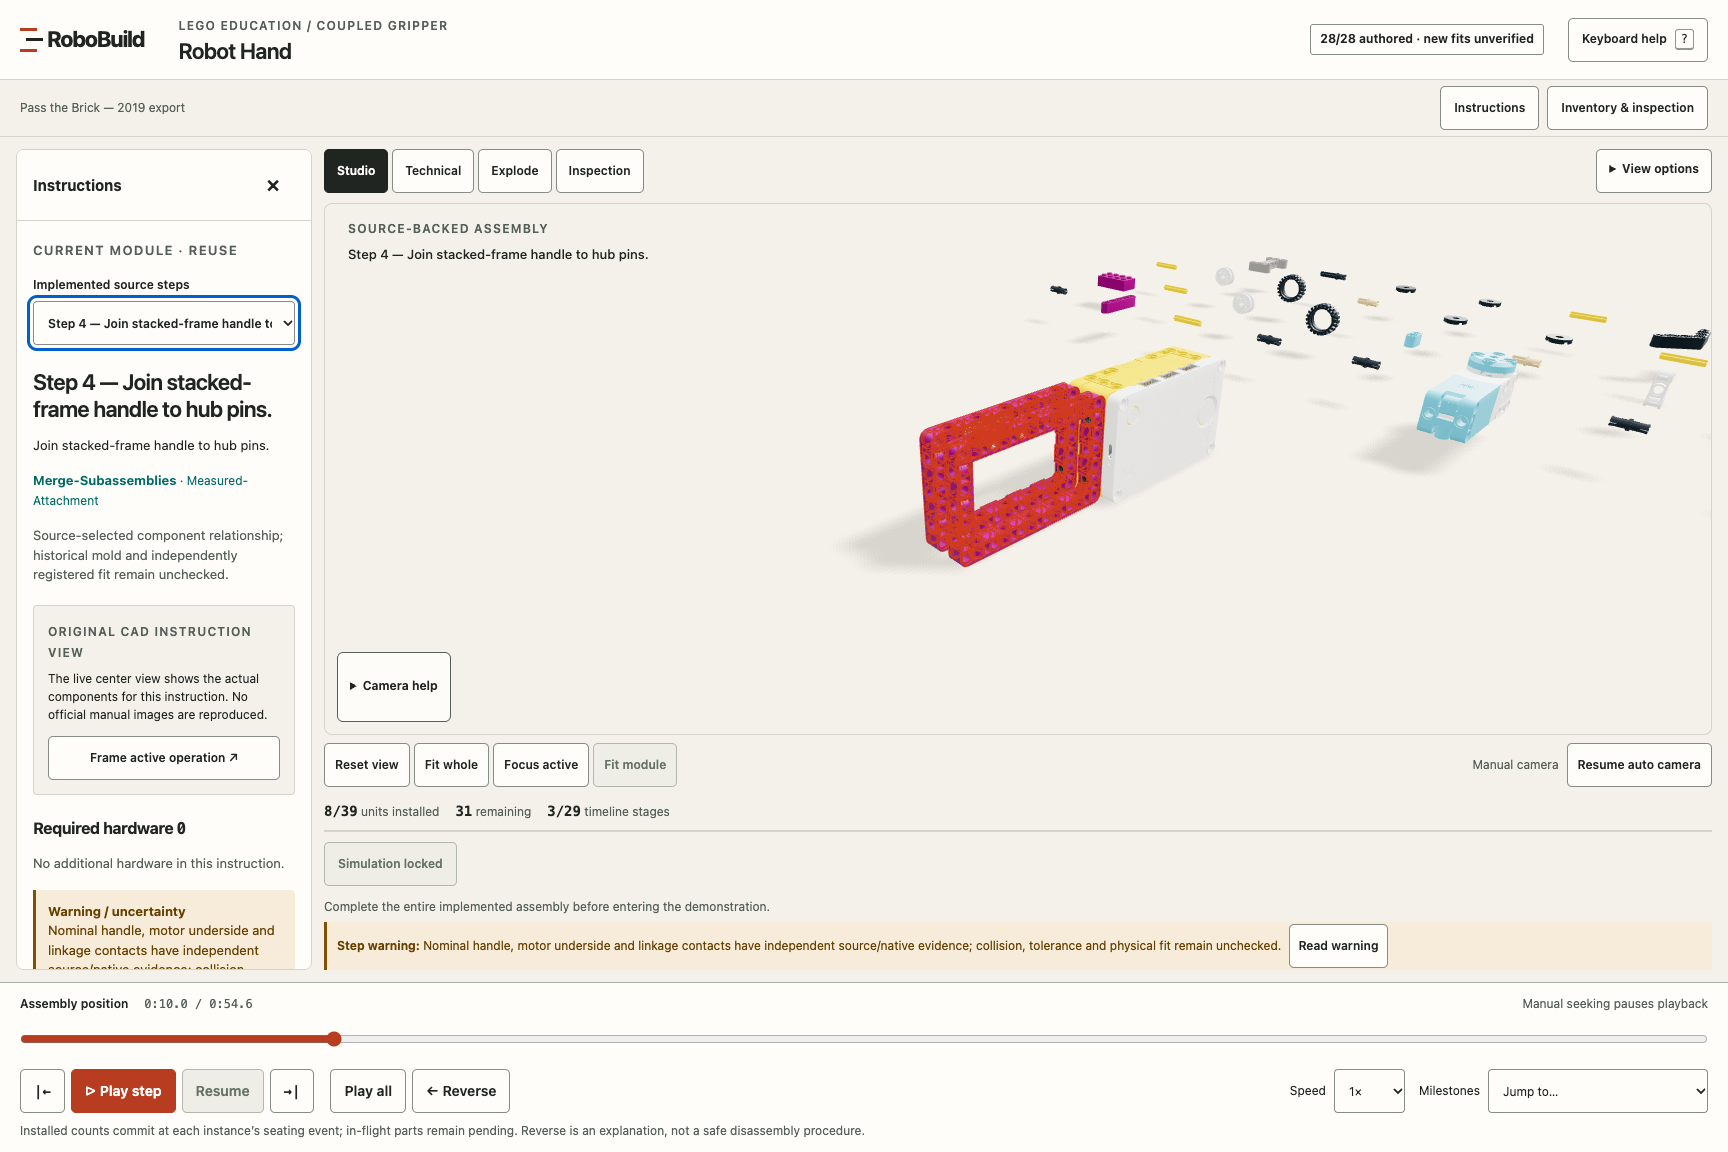 RoboBuild
LEGO EDUCATION / COUPLED GRIPPER
Robot Hand
28/28 authored · new fits unverified
Keyboard help ?
Pass the Brick — 2019 export
Instructions
Inventory & inspection
Instructions
CURRENT MODULE · REUSE
Implemented source steps
Step 4 — Join stacked-frame handle to
Step 4 — Join stacked-
frame handle to hub pins.
Join stacked-frame handle to hub pins.
Merge-Subassemblies · Measured-
Attachment
Source-selected component relationship;
historical mold and independently
registered fit remain unchecked.
ORIGINAL CAD INSTRUCTION
VIEW
The live center view shows the actual
components for this instruction. No
official manual images are reproduced.
Frame active operation ↗
Required hardware 0
No additional hardware in this instruction.
Warning / uncertainty
Nominal handle, motor underside and
linkage contacts have independent
source/native evidence; collision
Studio
Technical
Explode
Inspection
View options
SOURCE-BACKED ASSEMBLY
Step 4 — Join stacked-frame handle to hub pins.
Camera help
Reset view
Fit whole
Focus active
Fit module
Manual camera
Resume auto camera
8/39 units installed 31 remaining 3/29 timeline stages
Simulation locked
Complete the entire implemented assembly before entering the demonstration.
Step warning: Nominal handle, motor underside and linkage contacts have independent source/native evidence; collision, tolerance and physical fit remain unchecked.
Read warning
Assembly position 0:10.0 / 0:54.6
Manual seeking pauses playback
|←
▷ Play step
Resume
→|
Play all
← Reverse
Speed
1×
Milestones
Jump to...
Installed counts commit at each instance's seating event; in-flight parts remain pending. Reverse is an explanation, not a safe disassembly procedure.